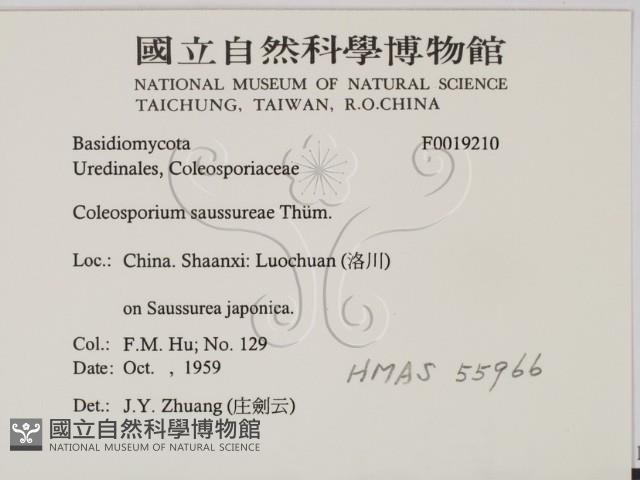 國立自然科學博物館
NATIONAL MUSEUM OF NATURAL SCIENCE
TAICHUNG, TAIWAN, R.O.CHINA
Basidiomycota F0019210
Uredinales, Coleosporiaceae
Coleosporium saussureae Thüm.
Loc.: China. Shaanxi: Luochuan (洛川)
on Saussurea japonica.
Col.: F.M. Hu; No. 129
Date: Oct. , 1959
HMAS 55966
Det.: J.Y. Zhuang (庄劍云)
國立自然科學博物館
NATIONAL MUSEUM OF NATURAL SCIENCE